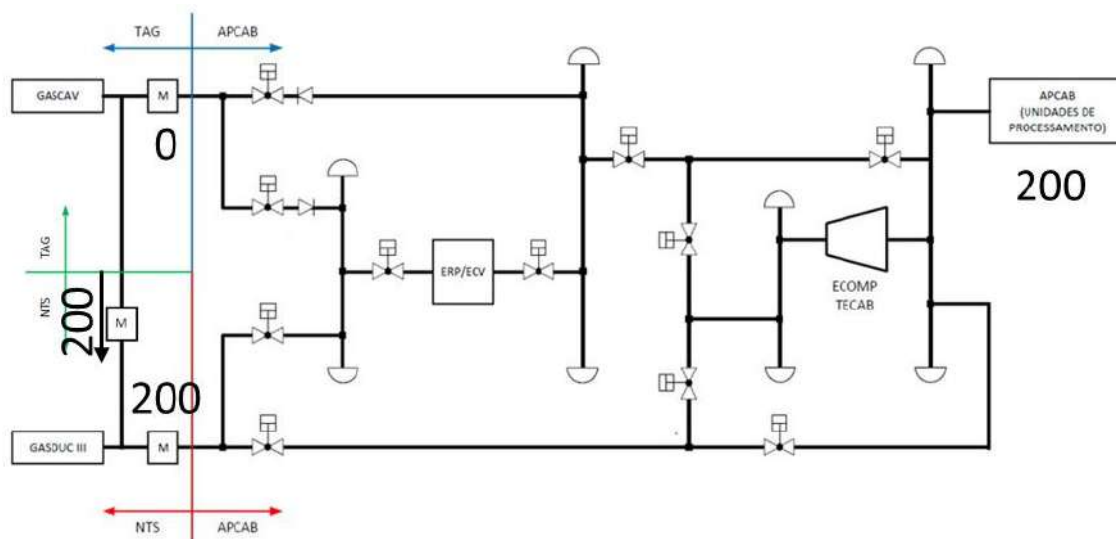 TAG
APCAB
GASCAV
M
0
APCAB
(UNIDADES DE
PROCESSAMENTO)
200
TAG
NTS
200
M
ERP/ECV
ECOMP
TECAB
200
GASDUC III
M
NTS
APCAB